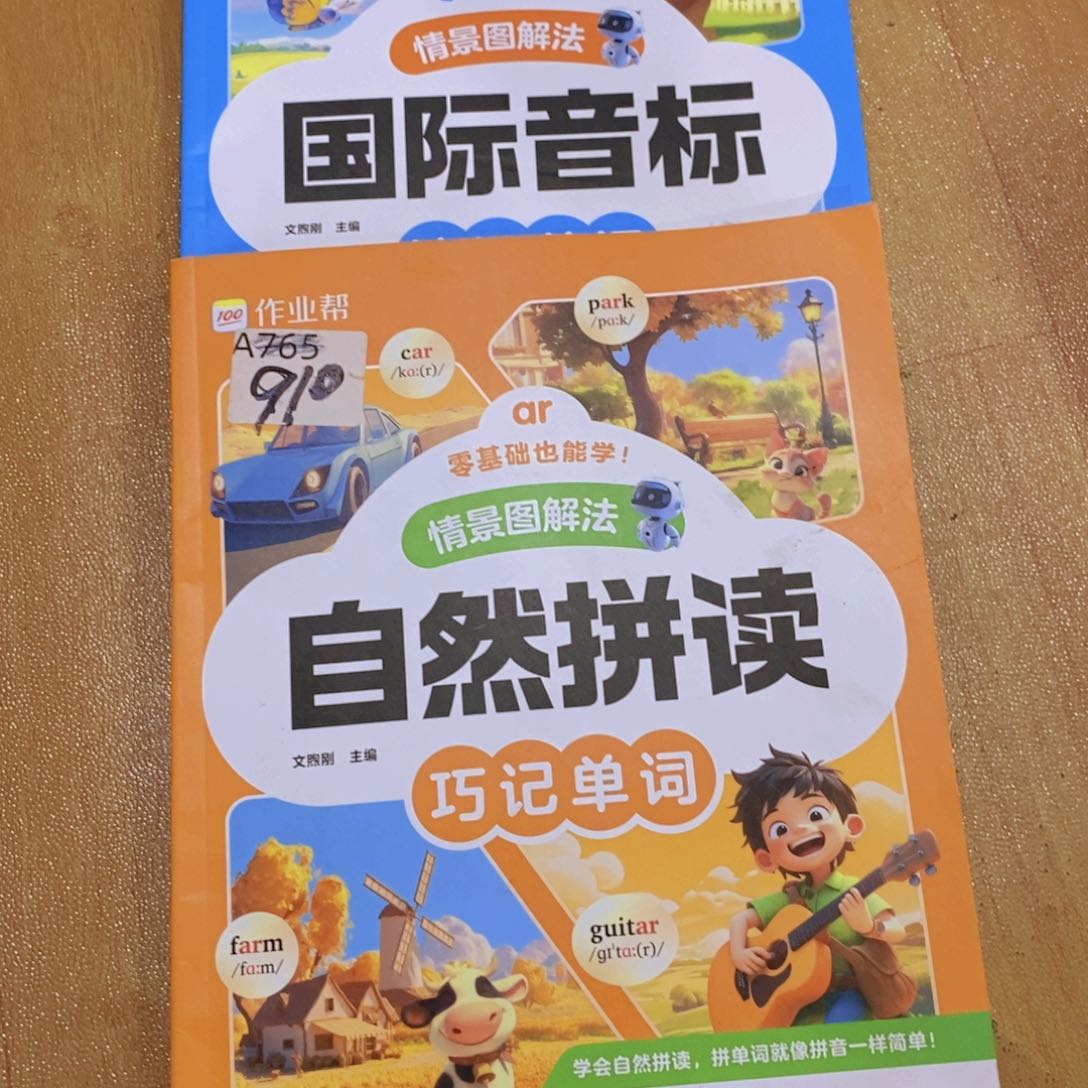 情景图解法
国际音标
文煦刚 主编
100 作业帮
A765
910
car
/kɑː(r)/
park
/pɑːk/
ar
零基础也能学！
情景图解法
自然拼读
文煦刚 主编
巧记单词
farm
/fɑːm/
guitar
/ɡɪˈtɑː(r)/
学会自然拼读，拼单词就像拼音一样简单！